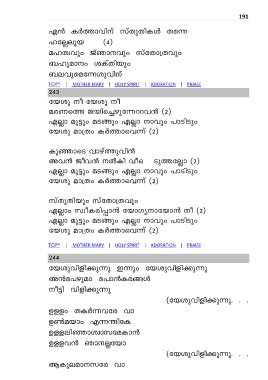 191
എൻ കർത്താവിന് സ്തുതികൾ തന്നേ
ഹല്ലേലൂയ (4)
മഹത്വവും ജ്ഞാനവും സ്തോത്രവും
ബഹുമാനം ശക്തിയും
ബലവുമെന്നേശുവിന്
TOP^ | MOTHER MARY | HOLY SPIRIT | ADORATION | PRAISE
243
യേശു നീ യേശു നീ
മരണത്തെ ജയിച്ചെഴുന്നേറ്റവൻ (2)
എല്ലാ മുട്ടും മടങ്ങും എല്ലാ നാവും പാടിടും
യേശു മാത്രം കർത്താവെന്ന് (2)
കുഞ്ഞാടെ വാഴ്ത്തുവിൻ
അവൻ ജീവൻ നൽകി വീണ്ടെടുത്തല്ലോ (2)
എല്ലാ മുട്ടും മടങ്ങും എല്ലാ നാവും പാടിടും
യേശു മാത്രം കർത്താവെന്ന് (2)
സ്തുതിയും സ്തോത്രവും
എല്ലാം സ്വീകരിപ്പാൻ യോഗ്യനായോൻ നീ (2)
എല്ലാ മുട്ടും മടങ്ങും എല്ലാ നാവും പാടിടും
യേശു മാത്രം കർത്താവെന്ന് (2)
TOP^ | MOTHER MARY | HOLY SPIRIT | ADORATION | PRAISE
244
യേശുവിളിക്കുന്നു ഇന്നും യേശുവിളിക്കുന്നു
അൻപേഴുമാ പൊൻകരങ്ങൾ
നീട്ടി വിളിക്കുന്നു
(യേശുവിളിക്കുന്നു. . .
ഉള്ളം തകർന്നവരേ വാ
ഉൺമയാം എന്നന്തികേ
ഉള്ളലിഞ്ഞാശ്വാസമേകാൻ
ഉള്ളവൻ ഞാനല്ലയോ
(യേശുവിളിക്കുന്നു. . .
ആകുലമാനസരേ വാ